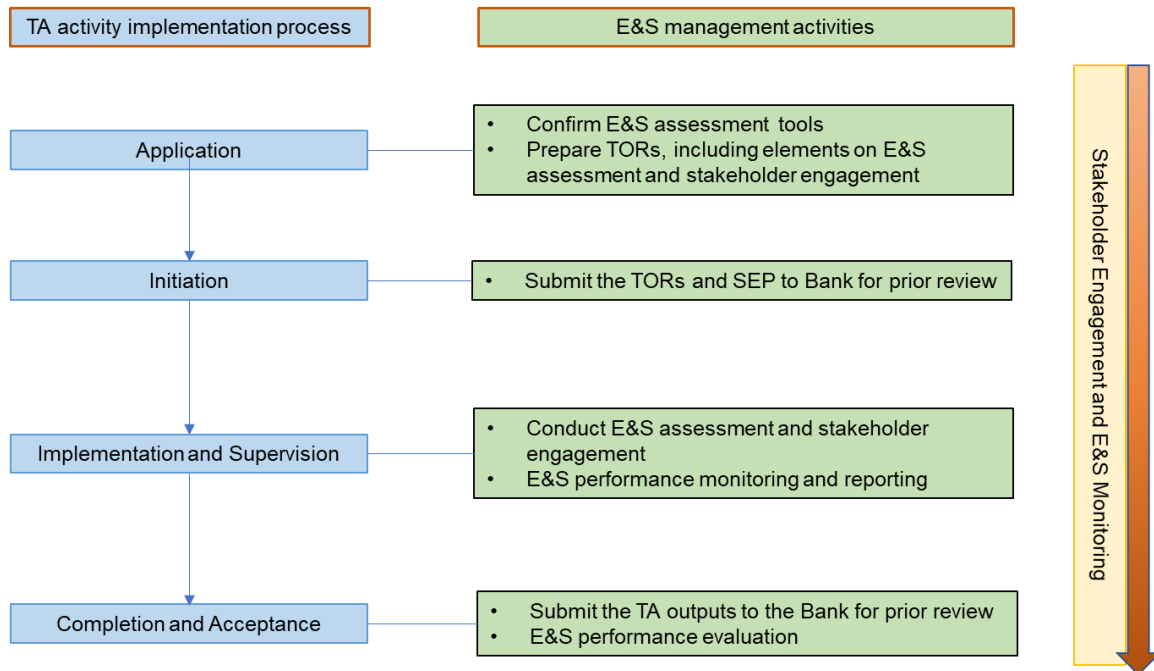 TA activity implementation process
E&S management activities
Application
• Confirm E&S assessment tools
• Prepare TORs, including elements on E&S
assessment and stakeholder engagement
Initiation
• Submit the TORs and SEP to Bank for prior review
Implementation and Supervision
• Conduct E&S assessment and stakeholder
engagement
• E&S performance monitoring and reporting
Completion and Acceptance
• Submit the TA outputs to the Bank for prior review
• E&S performance evaluation
Stakeholder Engagement and E&S Monitoring